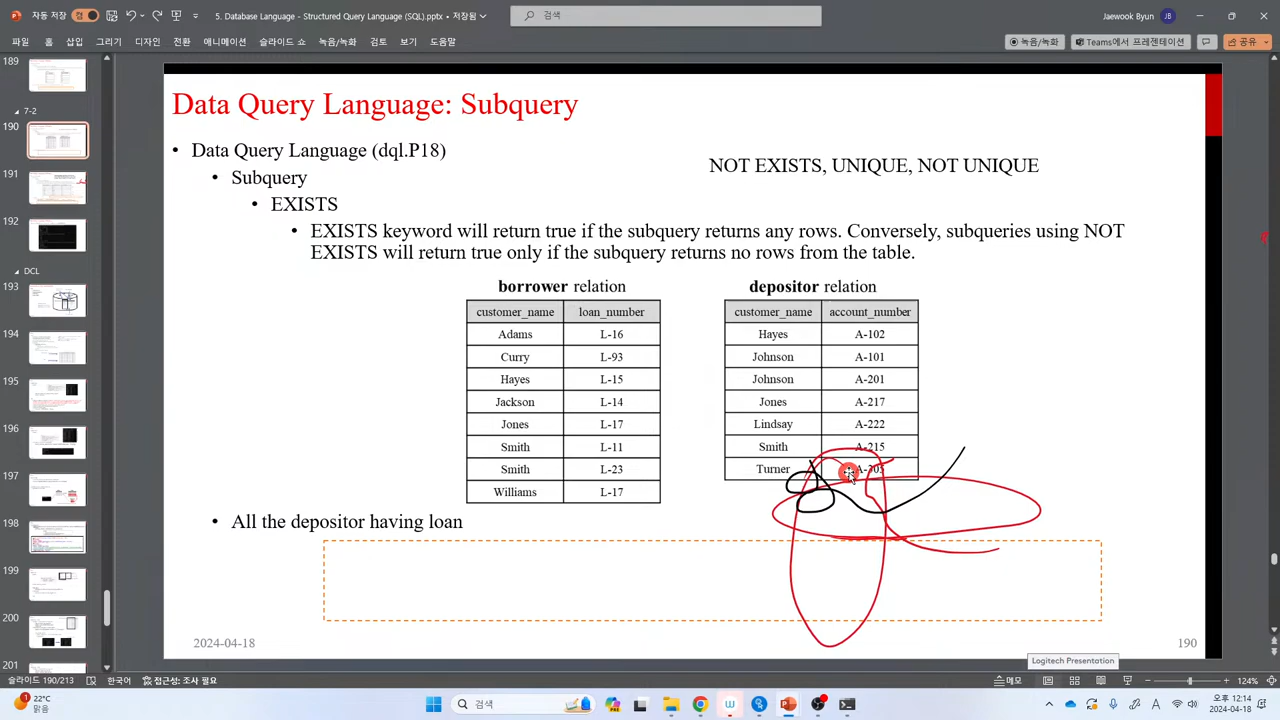 5. Database Language (SQL).pptx • 저장됨
검색
Jaewook Byun
JB
파일
홈
삽입
그리기
디자인
전환
애니메이션
슬라이드 쇼
녹음/녹화
검토
보기
도움말
녹음/녹화
Teams에서 프레젠테이션
공유
189
7-2
190
191
192
DCL
193
194
195
196
197
198
199
200
201
Data Query Language: Subquery
• Data Query Language (dql.P18)
NOT EXISTS, UNIQUE, NOT UNIQUE
• Subquery
• EXISTS
• EXISTS keyword will return true if the subquery returns any rows. Conversely, subqueries using NOT
EXISTS will return true only if the subquery returns no rows from the table.
borrower relation
customer_name loan_number
Adams L-16
Curry L-93
Hayes L-15
Jackson L-14
Jones L-17
Smith L-11
Smith L-23
Williams L-17
depositor relation
customer_name account_number
Hayes A-102
Johnson A-101
Johnson A-201
Jones A-217
Lindsay A-222
Smith A-215
Turner A-305
• All the depositor having loan
2024-04-18
190
Logitech Presentation
슬라이드 190/213
한국어
접근성: 조사 필요
메모
124%
22°C
흐림
검색
오후 12:14
2024-04-18